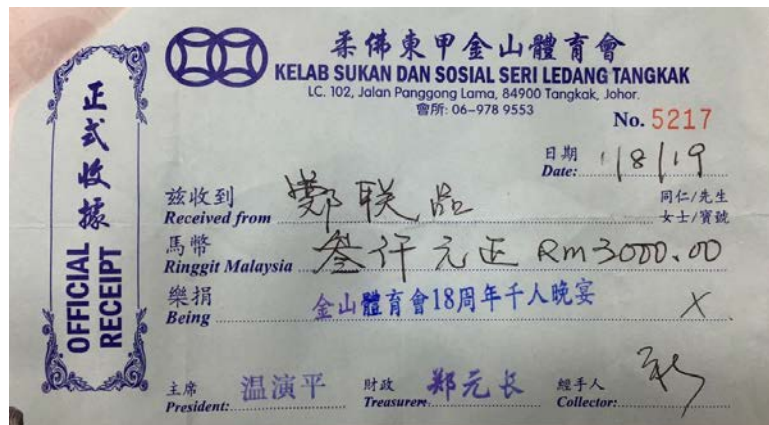 柔佛東甲金山體育會
KELAB SUKAN DAN SOSIAL SERI LEDANG TANGKAK
LC. 102, Jalan Panggong Lama, 84900 Tangkak, Johor.
會所: 06-978 9553
正式收據
OFFICIAL RECEIPT
No. 5217
日期
Date: 1/8/19
茲收到 鄭联品 同仁/先生
Received from 女士/寶號
馬幣
Ringgit Malaysia 叁仟元正 Rm 3000.00
樂捐
Being 金山體育會18周年千人晚宴 X
主席 温演平 財政 郑元长 經手人
President: Treasurer: Collector: